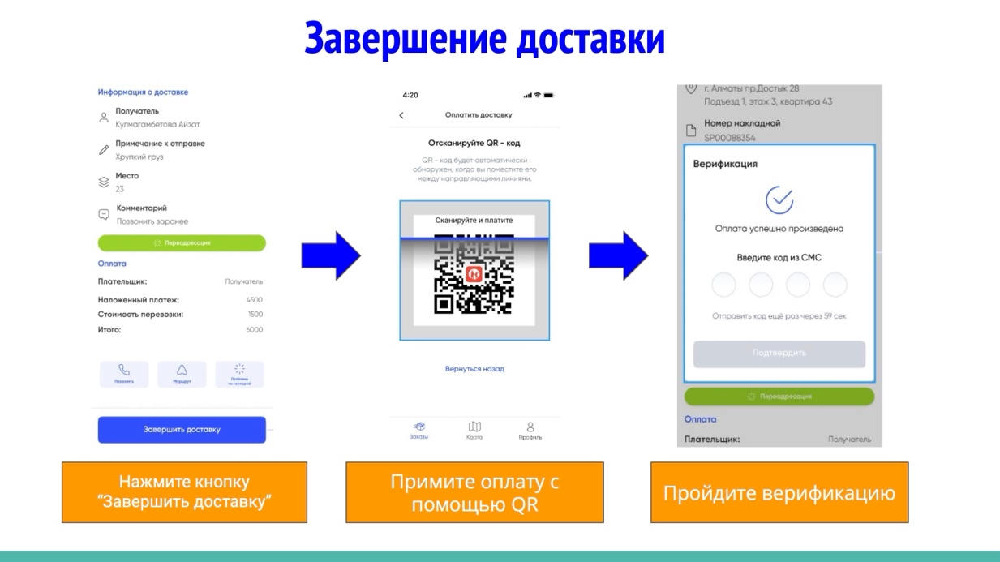 Завершение доставки
Информация о доставке
Получатель
Кулмагамбетова Айзат
Примечание к отправке
Хрупкий груз
Место
23
Комментарий
Позвонить заранее
Переадресация
Оплата
Плательщик: Получатель
Наложенный платеж: 4500
Стоимость перевозки: 1500
Итого: 6000
Позвонить
Маршрут
Проблемы
по накладной
Завершить доставку
Нажмите кнопку
“Завершить доставку”
4:20
Оплатить доставку
Отсканируйте QR - код
QR - код будет автоматически
обнаружен, когда вы поместите его
между направляющими линиями.
Сканируйте и платите
Вернуться назад
Заказы
Карта
Профиль
Примите оплату с
помощью QR
г. Алматы пр.Достык 28
Подъезд 1, этаж 3, квартира 43
Номер накладной
SP00088354
Верификация
Оплата успешно произведена
Введите код из СМС
Отправить код ещё раз через 59 сек
Подтвердить
Переадресация
Оплата
Плательщик: Получатель
Пройдите верификацию